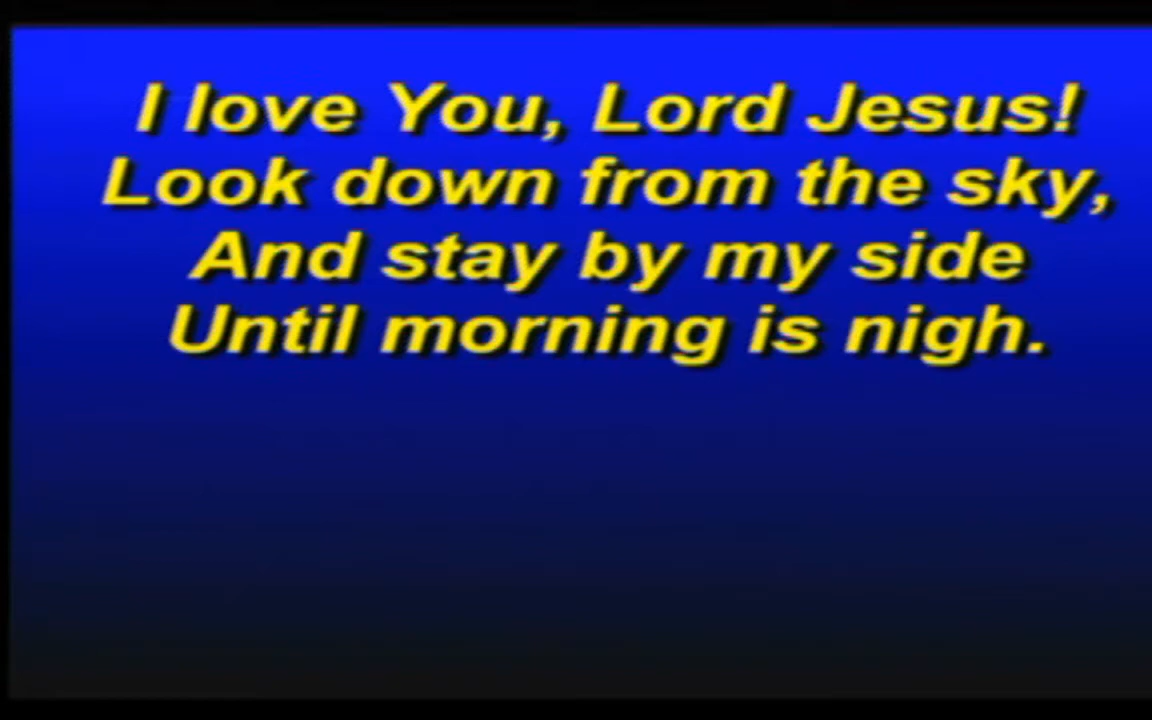 I love You, Lord Jesus!
Look down from the sky,
And stay by my side
Until morning is nigh.